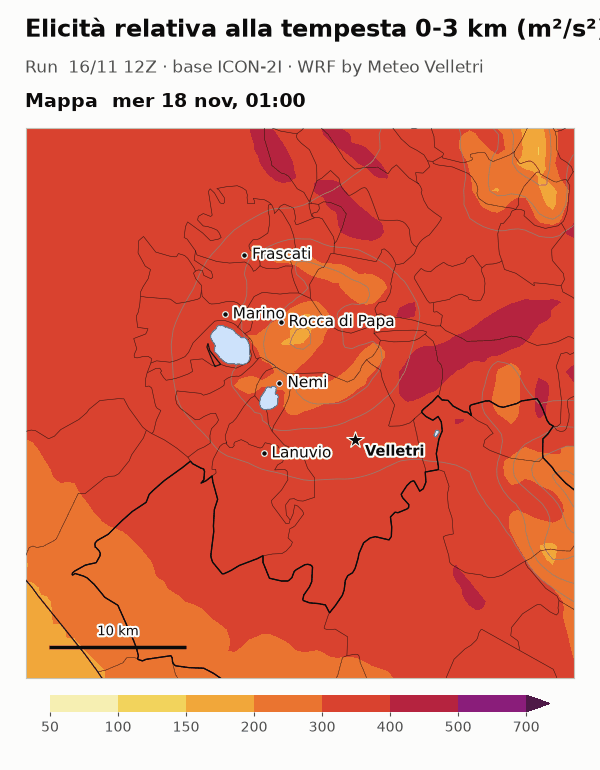 Elicità relativa alla tempesta 0-3 km (m²/s²)
Run 16/11 12Z · base ICON-2I · WRF by Meteo Velletri
Mappa mer 18 nov, 01:00
Frascati
Marino
Rocca di Papa
Nemi
Velletri
Lanuvio
10 km
50 100 150 200 300 400 500 700